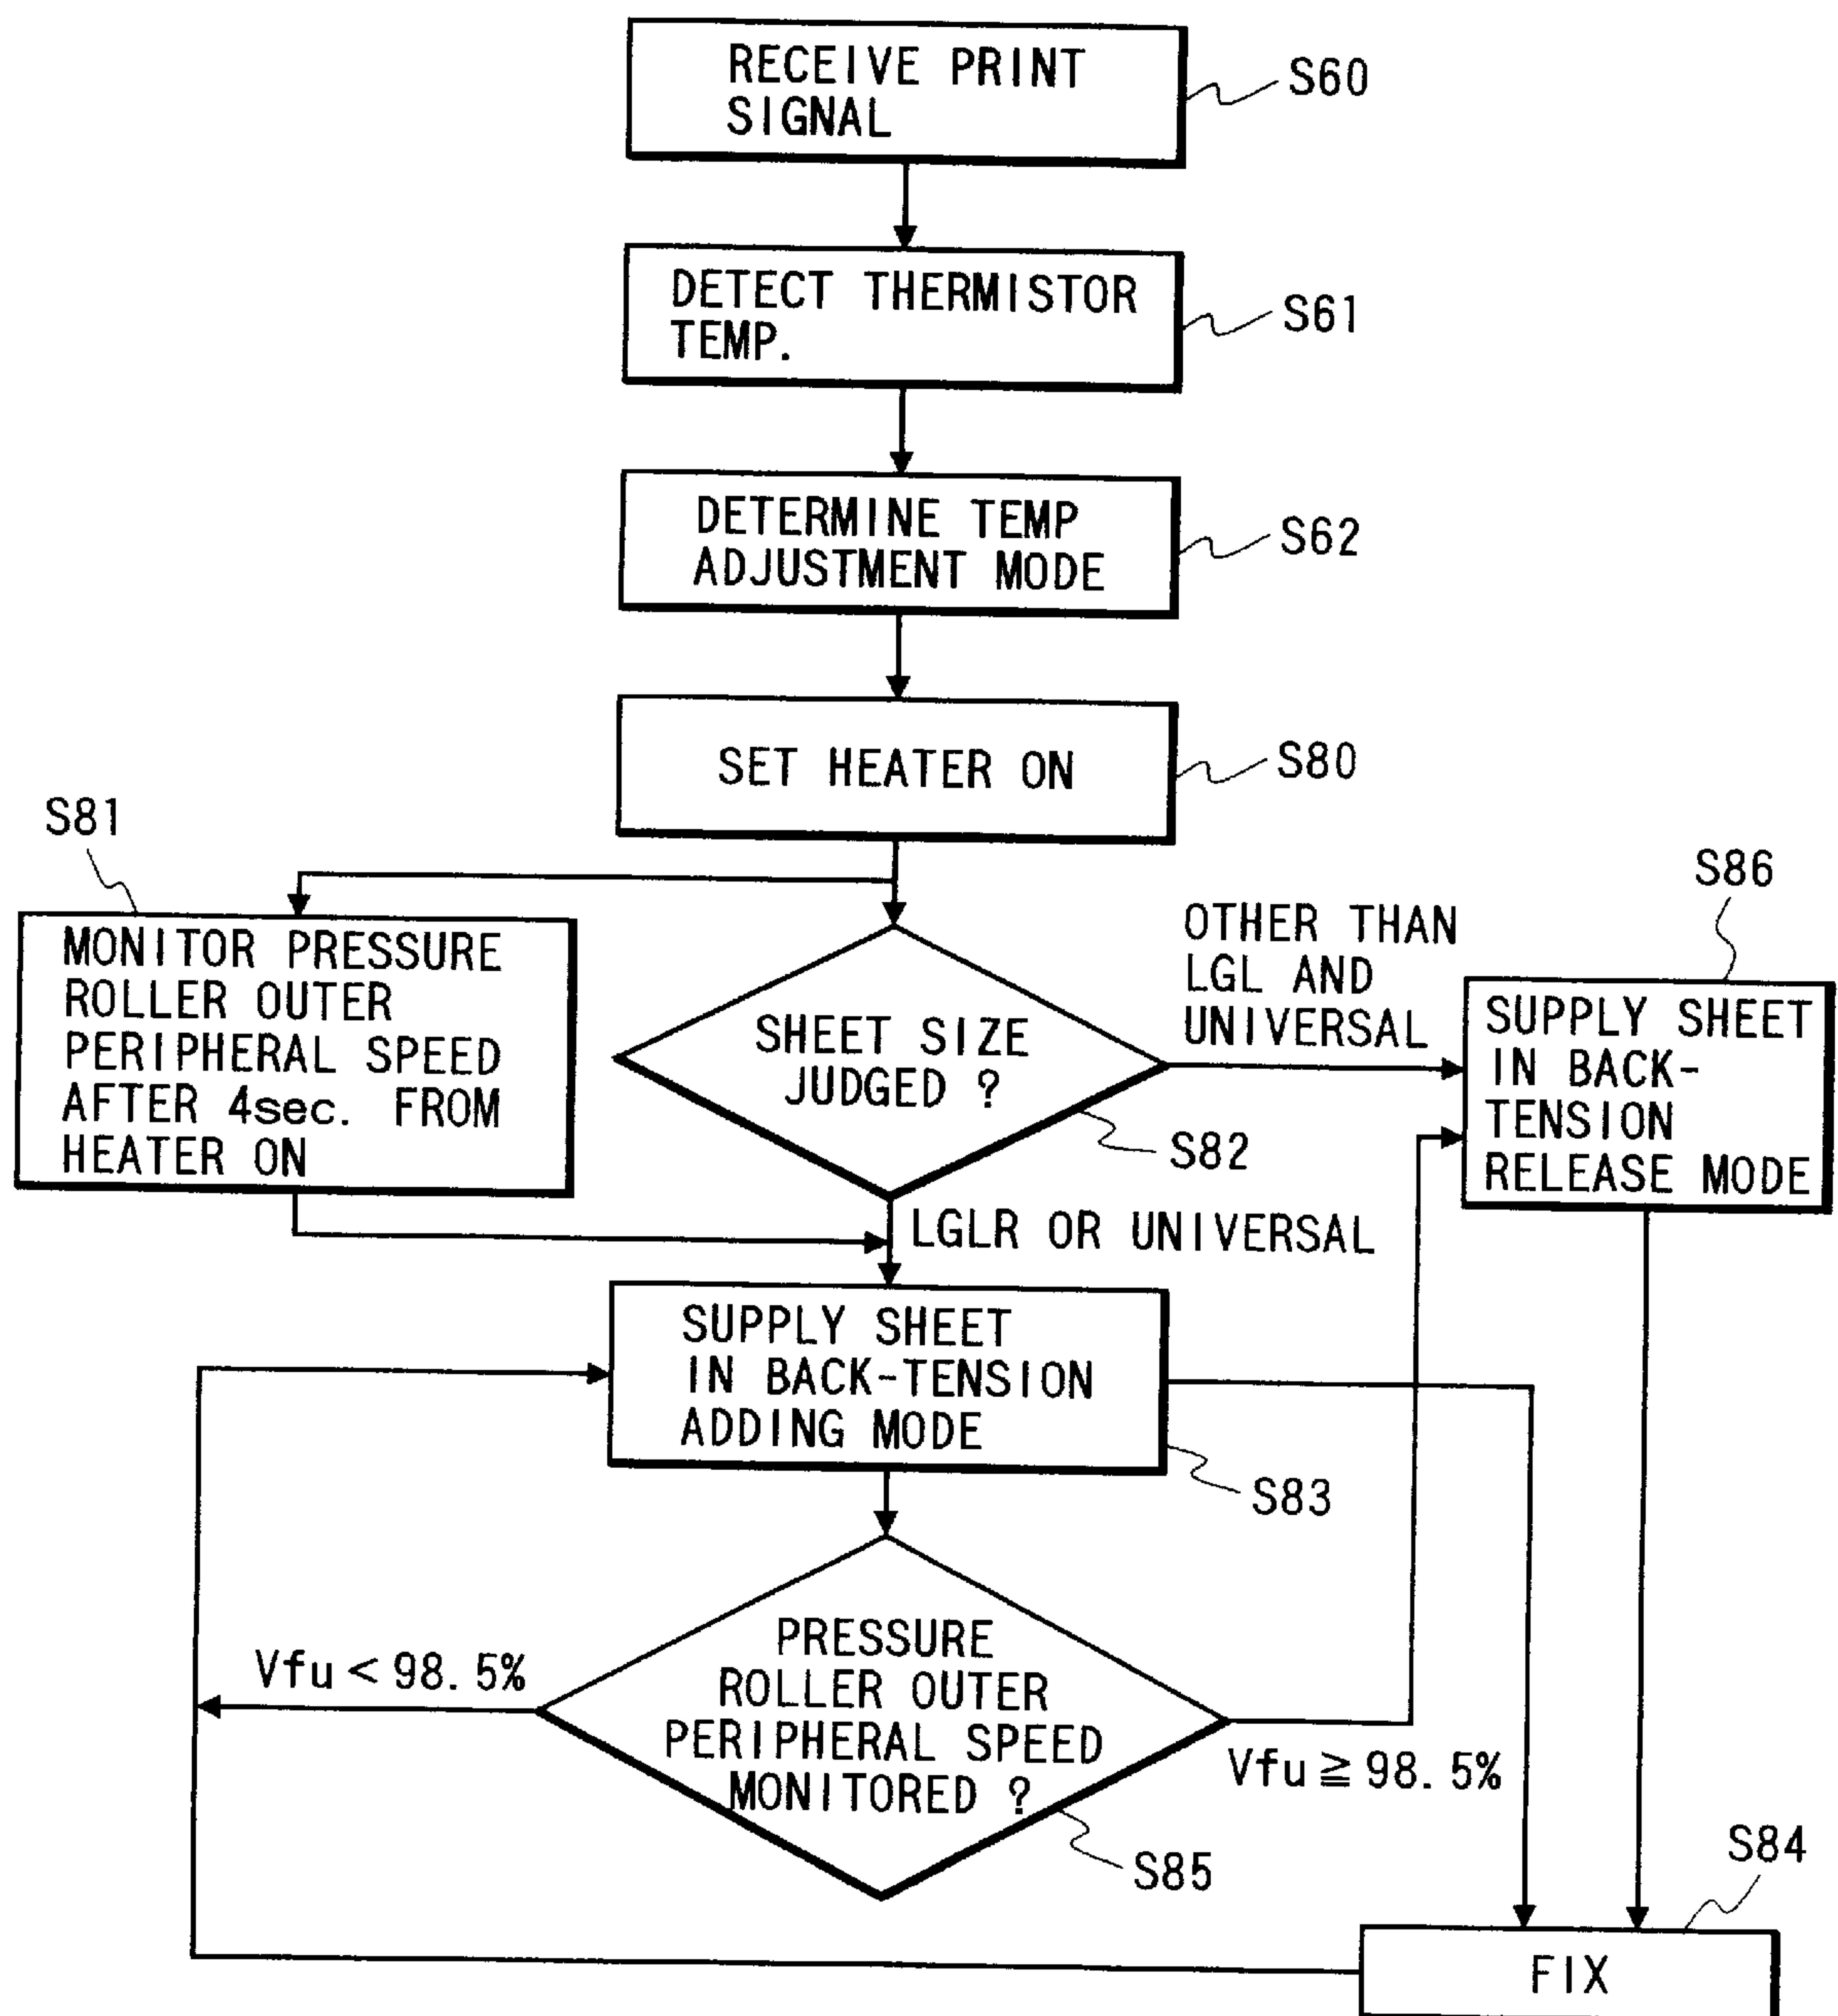 RECEIVE PRINT
SIGNAL
S60
DETECT THERMISTOR
TEMP.
S61
DETERMINE TEMP
ADJUSTMENT MODE
S62
SET HEATER ON
S80
S81
MONITOR PRESSURE
ROLLER OUTER
PERIPHERAL SPEED
AFTER 4sec. FROM
HEATER ON
SHEET SIZE
JUDGED ?
S82
OTHER THAN
LGL AND
UNIVERSAL
S86
SUPPLY SHEET
IN BACK-
TENSION
RELEASE MODE
LGLR OR UNIVERSAL
SUPPLY SHEET
IN BACK-TENSION
ADDING MODE
S83
PRESSURE
ROLLER OUTER
PERIPHERAL SPEED
MONITORED ?
S85
Vfu < 98.5%
Vfu ≧ 98.5%
S84
FIX